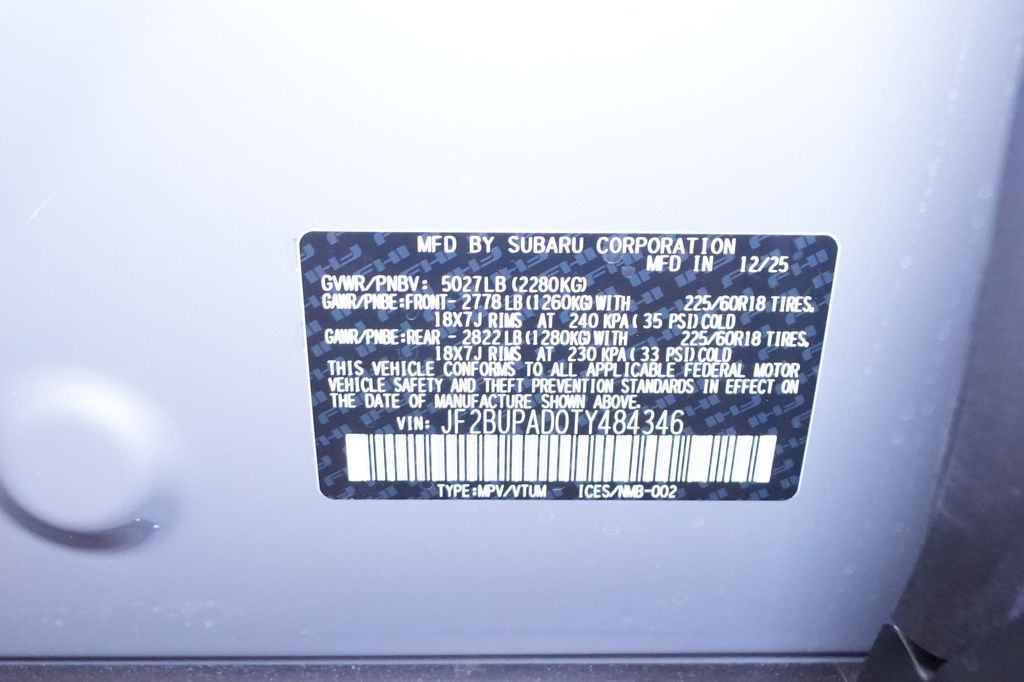 MFD BY SUBARU CORPORATION
MFD IN 12/25
GVWR/PNBV: 5027LB (2280KG)
GAWR/PNBE:FRONT- 2778 LB (1260KG) WITH 225/60R18 TIRES,
18X7J RIMS AT 240 KPA ( 35 PSI) COLD
GAWR/PNBE:REAR - 2822 LB (1280KG) WITH 225/60R18 TIRES,
18X7J RIMS AT 230 KPA ( 33 PSI) COLD
THIS VEHICLE CONFORMS TO ALL APPLICABLE FEDERAL MOTOR
VEHICLE SAFETY AND THEFT PREVENTION STANDARDS IN EFFECT ON
THE DATE OF MANUFACTURE SHOWN ABOVE.
VIN: JF2BUPAD0TY484346
TYPE:MPV/VTUM ICES/NMB-002